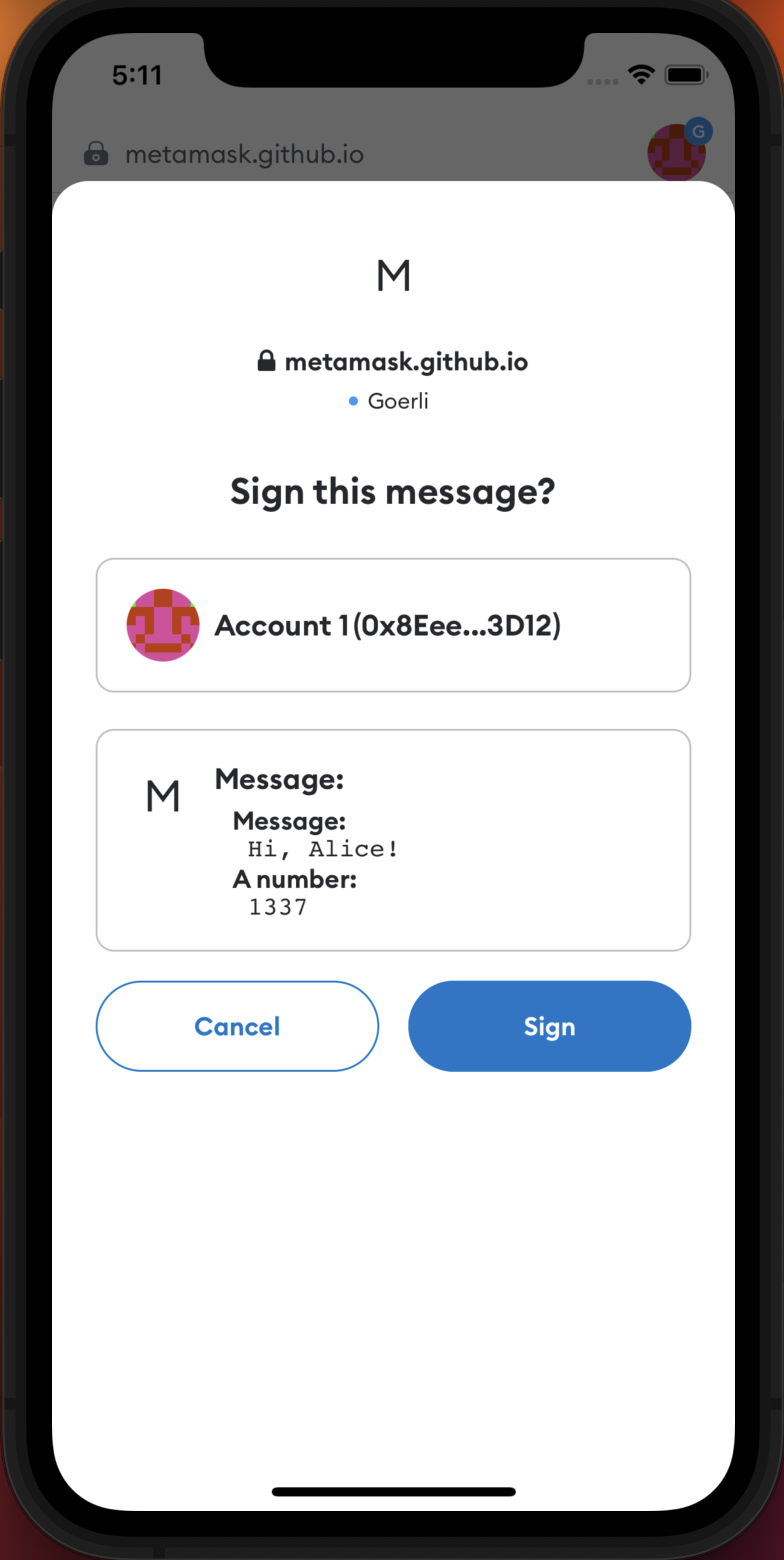 5:11
metamask.github.io
G
M
metamask.github.io
Goerli
Sign this message?
Account 1 (0x8Eee...3D12)
M
Message:
Message:
Hi, Alice!
A number:
1337
Cancel
Sign